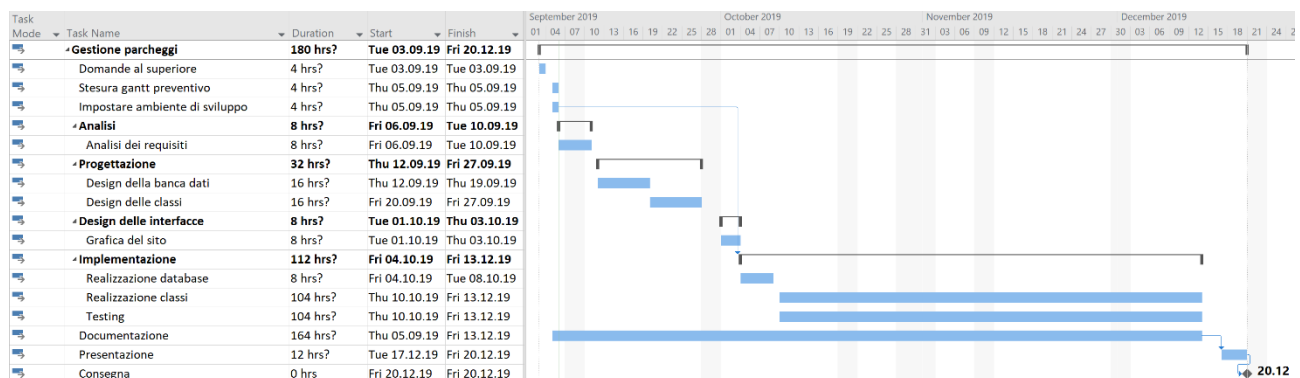 Task Mode Task Name Duration Start Finish
September 2019 October 2019 November 2019 December 2019
01 04 07 10 13 16 19 22 25 28 01 04 07 10 13 16 19 22 25 28 31 03 06 09 12 15 18 21 24 27 30 03 06 09 12 15 18 21 24 2
Gestione parcheggi 180 hrs? Tue 03.09.19 Fri 20.12.19
Domande al superiore 4 hrs? Tue 03.09.19 Tue 03.09.19
Stesura gantt preventivo 4 hrs? Thu 05.09.19 Thu 05.09.19
Impostare ambiente di sviluppo 4 hrs? Thu 05.09.19 Thu 05.09.19
Analisi 8 hrs? Fri 06.09.19 Tue 10.09.19
Analisi dei requisiti 8 hrs? Fri 06.09.19 Tue 10.09.19
Progettazione 32 hrs? Thu 12.09.19 Fri 27.09.19
Design della banca dati 16 hrs? Thu 12.09.19 Thu 19.09.19
Design delle classi 16 hrs? Fri 20.09.19 Fri 27.09.19
Design delle interfacce 8 hrs? Tue 01.10.19 Thu 03.10.19
Grafica del sito 8 hrs? Tue 01.10.19 Thu 03.10.19
Implementazione 112 hrs? Fri 04.10.19 Fri 13.12.19
Realizzazione database 8 hrs? Fri 04.10.19 Tue 08.10.19
Realizzazione classi 104 hrs? Thu 10.10.19 Fri 13.12.19
Testing 104 hrs? Thu 10.10.19 Fri 13.12.19
Documentazione 164 hrs? Thu 05.09.19 Fri 13.12.19
Presentazione 12 hrs? Tue 17.12.19 Fri 20.12.19
Consegna 0 hrs Fri 20.12.19 Fri 20.12.19 20.12